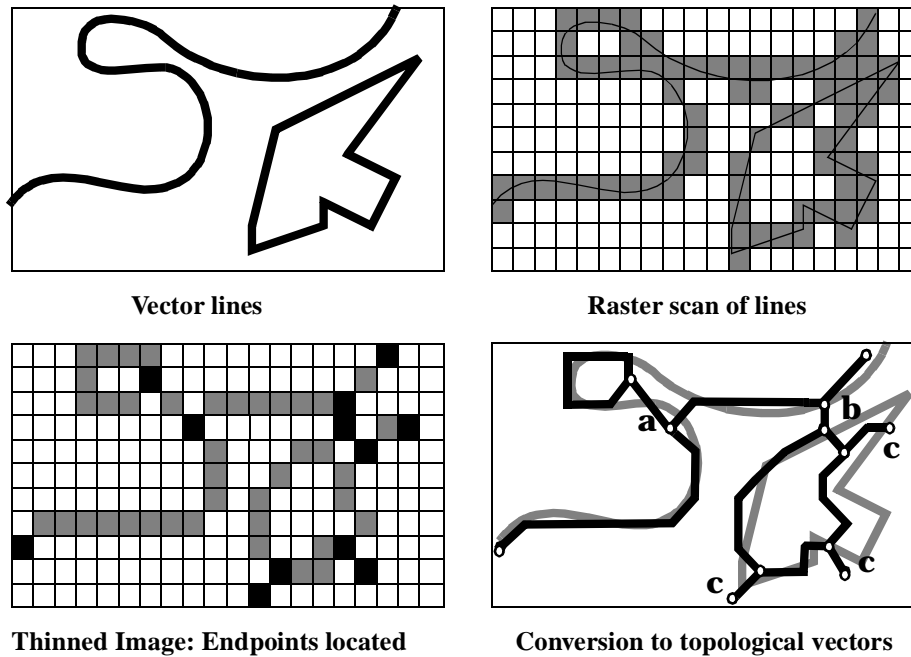 Vector lines
Raster scan of lines
a
b
c
c
c
Thinned Image: Endpoints located
Conversion to topological vectors